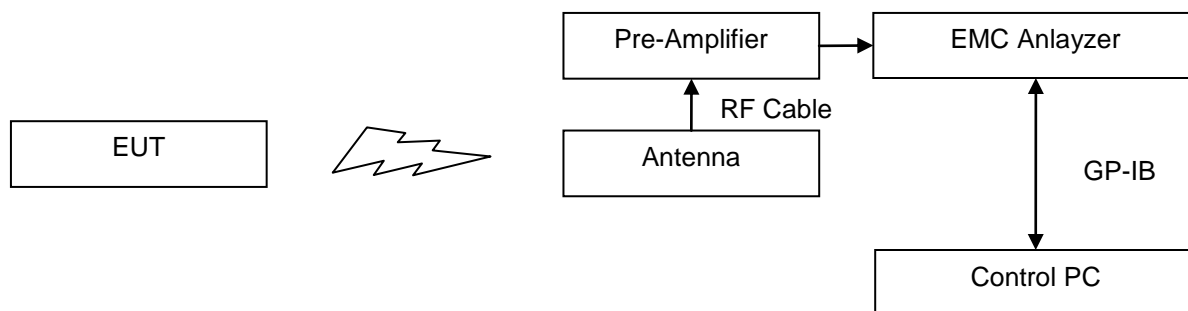 Pre-Amplifier
EMC Anlayzer
RF Cable
EUT
Antenna
GP-IB
Control PC